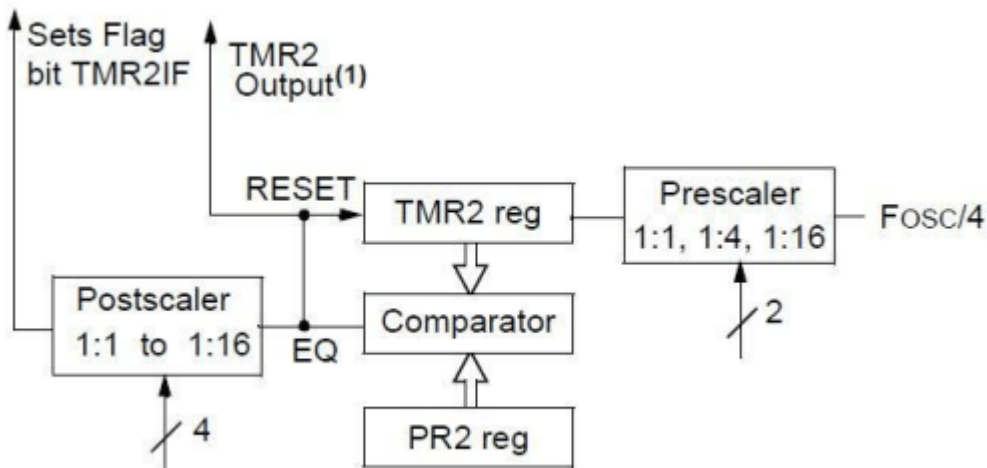 Sets Flag
bit TMR2IF
TMR2
Output(1)
RESET
TMR2 reg
Prescaler
1:1, 1:4, 1:16
FOSC/4
2
Postscaler
1:1 to 1:16
EQ
Comparator
4
PR2 reg